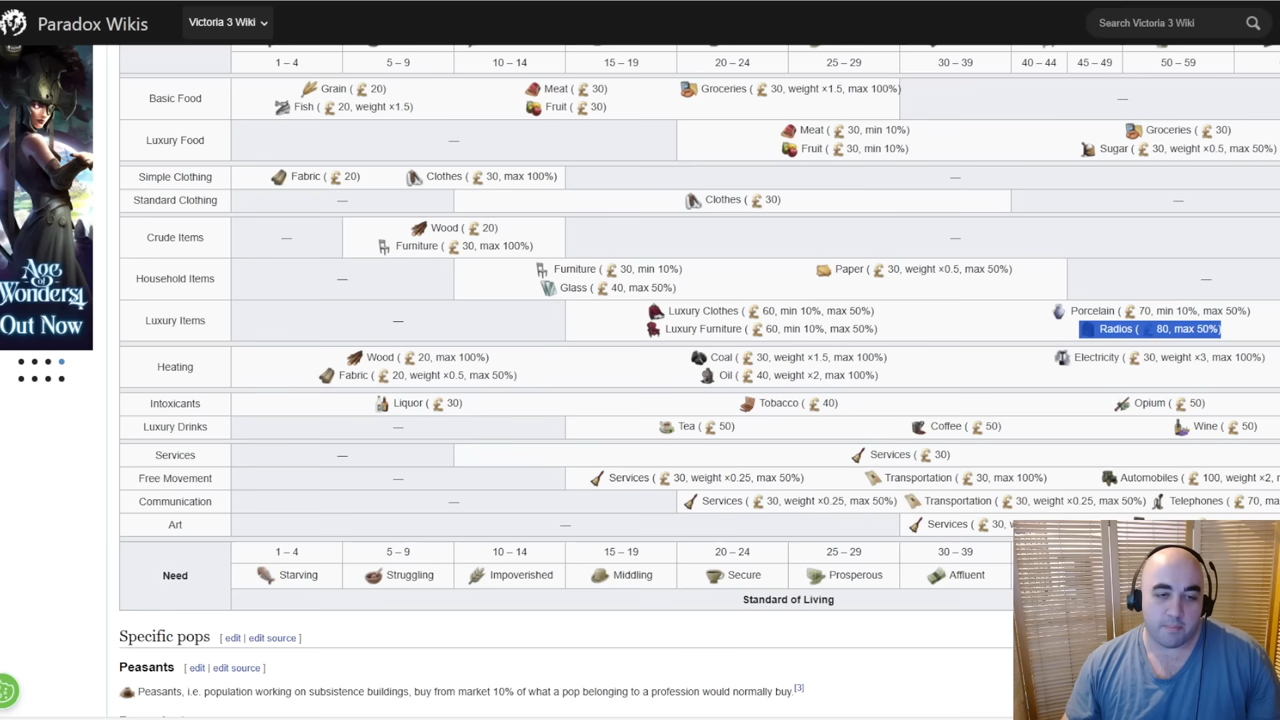 Paradox Wikis
Victoria 3 Wiki
Search Victoria 3 Wiki
1 – 4 5 – 9 10 – 14 15 – 19 20 – 24 25 – 29 30 – 39 40 – 44 45 – 49 50 – 59
Basic Food
Grain ( £ 20) Meat ( £ 30) Groceries ( £ 30, weight ×1.5, max 100%)
Fish ( £ 20, weight ×1.5) Fruit ( £ 30)
—
Luxury Food
—
Meat ( £ 30, min 10%) Groceries ( £ 30)
Fruit ( £ 30, min 10%) Sugar ( £ 30, weight ×0.5, max 50%)
Simple Clothing Fabric ( £ 20) Clothes ( £ 30, max 100%) —
Standard Clothing — Clothes ( £ 30) —
Crude Items
—
Wood ( £ 20)
Furniture ( £ 30, max 100%)
—
Household Items
—
Furniture ( £ 30, min 10%) Paper ( £ 30, weight ×0.5, max 50%)
Glass ( £ 40, max 50%)
—
Luxury Items
—
Luxury Clothes ( £ 60, min 10%, max 50%) Porcelain ( £ 70, min 10%, max 50%)
Luxury Furniture ( £ 60, min 10%, max 50%) Radios ( £ 80, max 50%)
Heating
Wood ( £ 20, max 100%) Coal ( £ 30, weight ×1.5, max 100%) Electricity ( £ 30, weight ×3, max 100%)
Fabric ( £ 20, weight ×0.5, max 50%) Oil ( £ 40, weight ×2, max 100%)
Intoxicants Liquor ( £ 30) Tobacco ( £ 40) Opium ( £ 50)
Luxury Drinks — Tea ( £ 50) Coffee ( £ 50) Wine ( £ 50)
Services — Services ( £ 30)
Free Movement — Services ( £ 30, weight ×0.25, max 50%) Transportation ( £ 30, max 100%) Automobiles ( £ 100, weight ×2, m
Communication — Services ( £ 30, weight ×0.25, max 50%) Transportation ( £ 30, weight ×0.25, max 50%) Telephones ( £ 70, ma
Art — Services ( £ 30, w
1 – 4 5 – 9 10 – 14 15 – 19 20 – 24 25 – 29 30 – 39
Need
Starving Struggling Impoverished Middling Secure Prosperous Affluent
Standard of Living
Specific pops [ edit | edit source ]
Peasants [ edit | edit source ]
Peasants, i.e. population working on subsistence buildings, buy from market 10% of what a pop belonging to a profession would normally buy.[3]
AGE
OF
WONDERS 4
Out Now